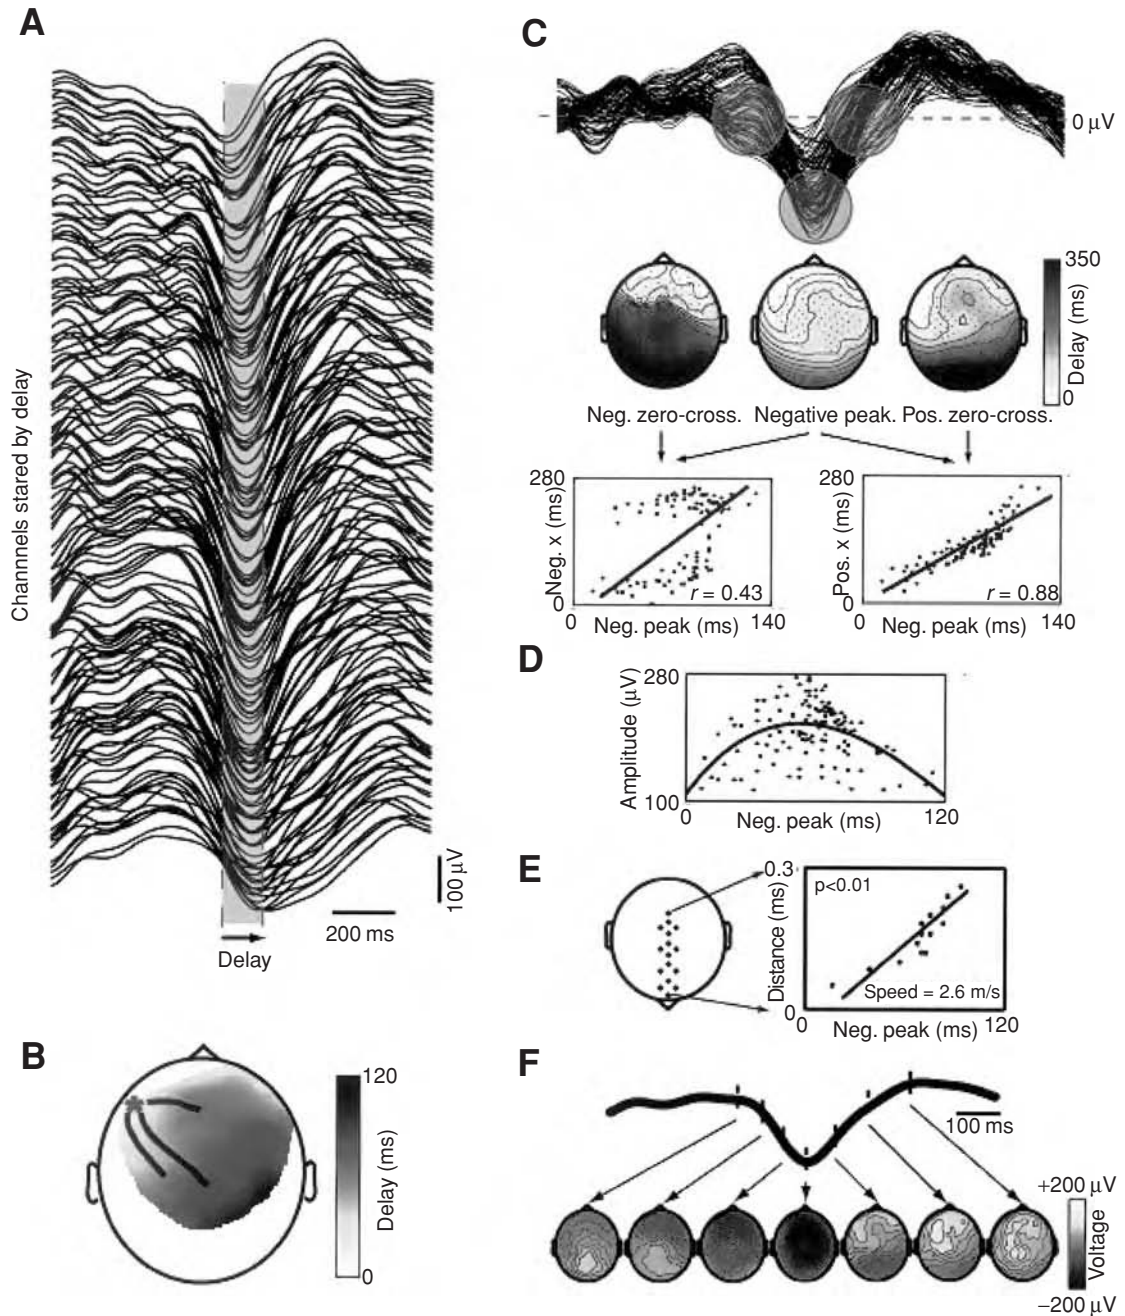 A
Channnels stared by delay
100 μV
200 ms
Delay
B
120
Delay (ms)
0
C
0 μV
350
Delay (ms)
0
Neg. zero-cross. Negative peak. Pos. zero-cross.
280
Neg. x (ms)
0
r = 0.43
0 Neg. peak (ms) 140
280
Pos. x (ms)
0
r = 0.88
0 Neg. peak (ms) 140
D
280
Amplitude (μV)
100
0 Neg. peak (ms) 120
E
0.3
p<0.01
Distance (ms)
Speed = 2.6 m/s
0
0 Neg. peak (ms) 120
F
100 ms
+200 μV
Voltage
−200 μV